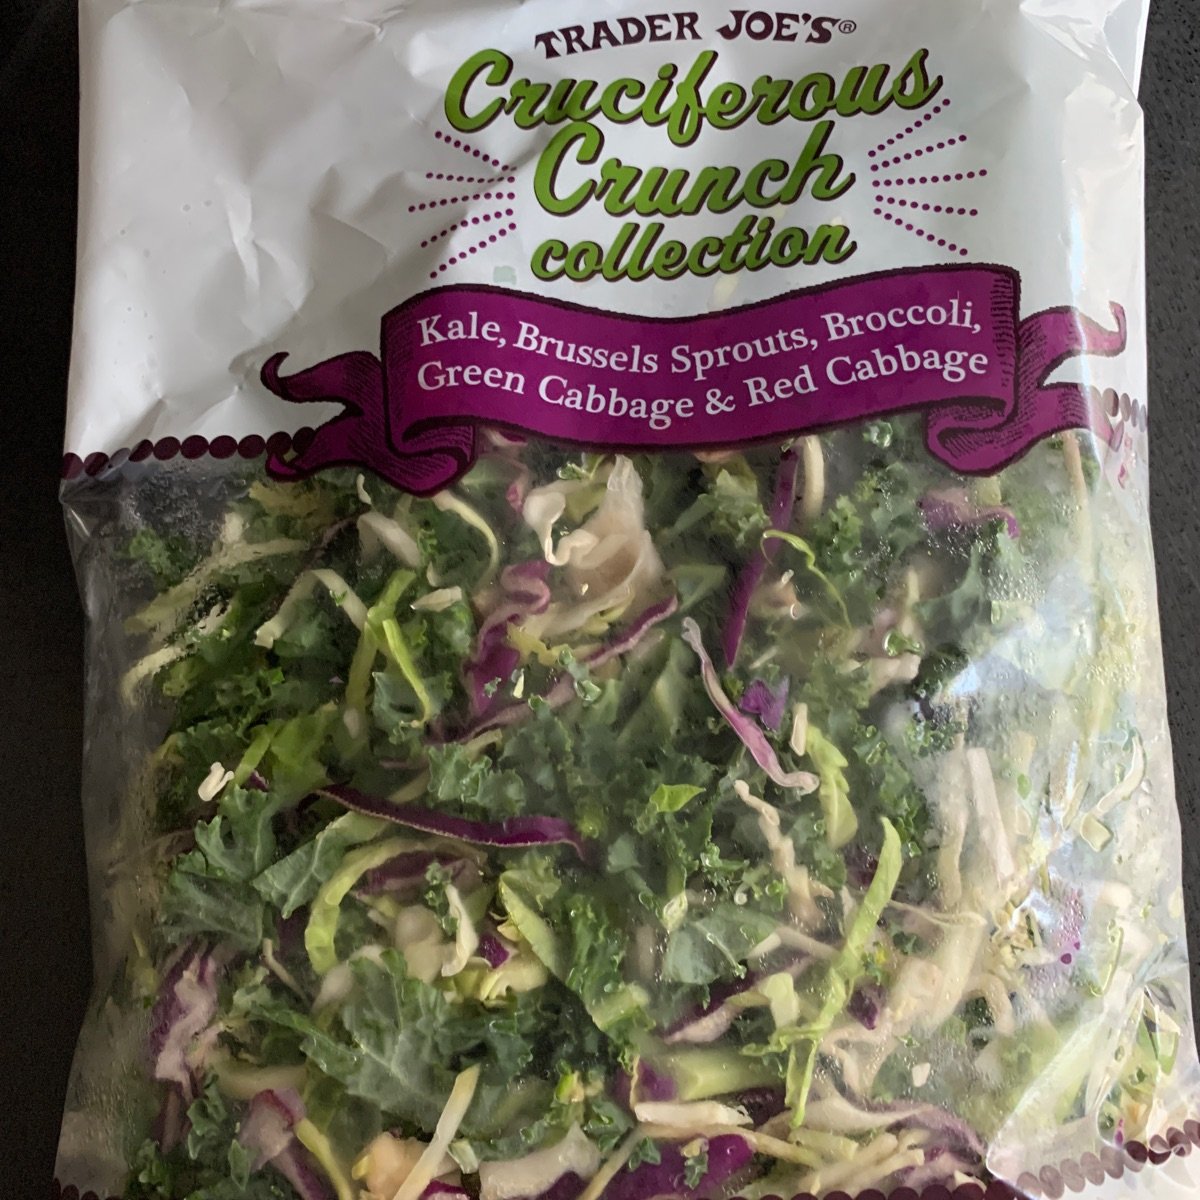 TRADER JOE'S®
Cruciferous
Crunch
collection
Kale, Brussels Sprouts, Broccoli,
Green Cabbage & Red Cabbage